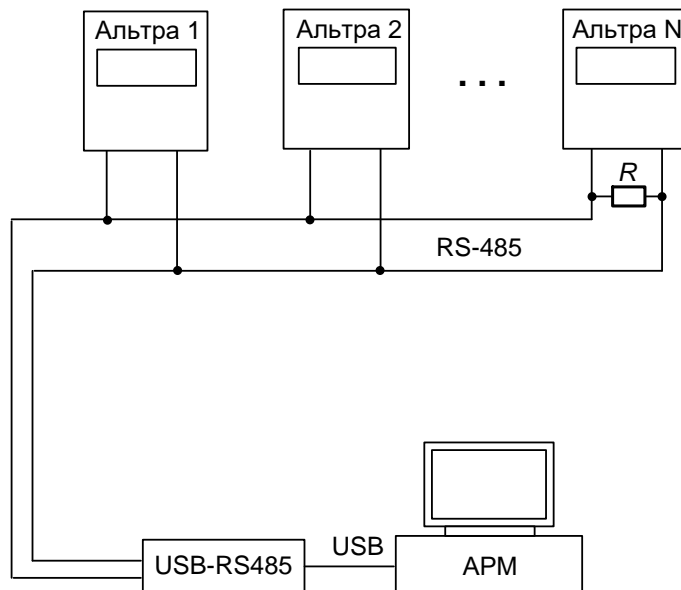 Альтра 1
Альтра 2
. . .
Альтра N
R
RS-485
USB
USB-RS485
АРМ